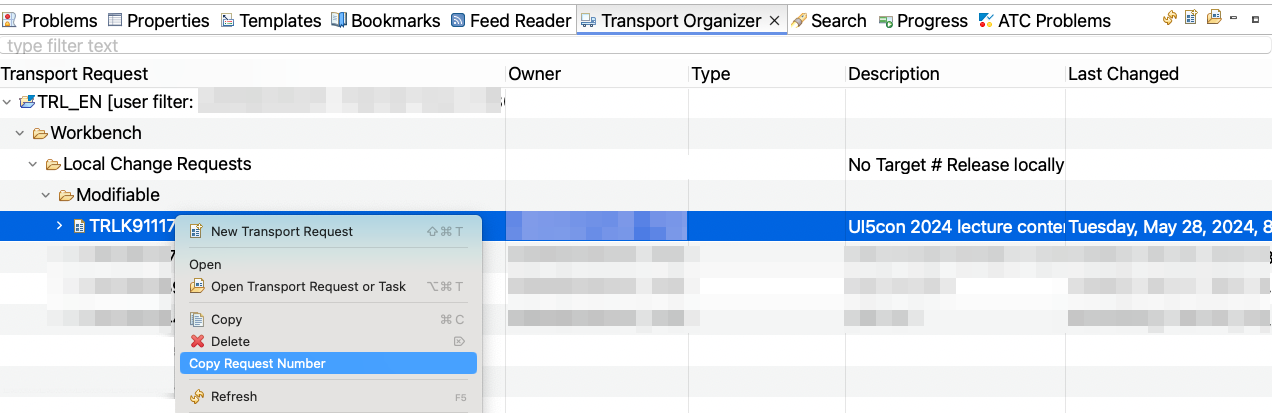 Problems Properties Templates Bookmarks Feed Reader Transport Organizer × Search Progress ATC Problems
type filter text
Transport Request Owner Type Description Last Changed
TRL_EN [user filter:
Workbench
Local Change Requests No Target # Release locally
Modifiable
TRLK91117 UI5con 2024 lecture conter Tuesday, May 28, 2024, 8
New Transport Request ⇧⌘T
Open
Open Transport Request or Task ⌥⌘T
Copy ⌘C
Delete ⌦
Copy Request Number
Refresh F5